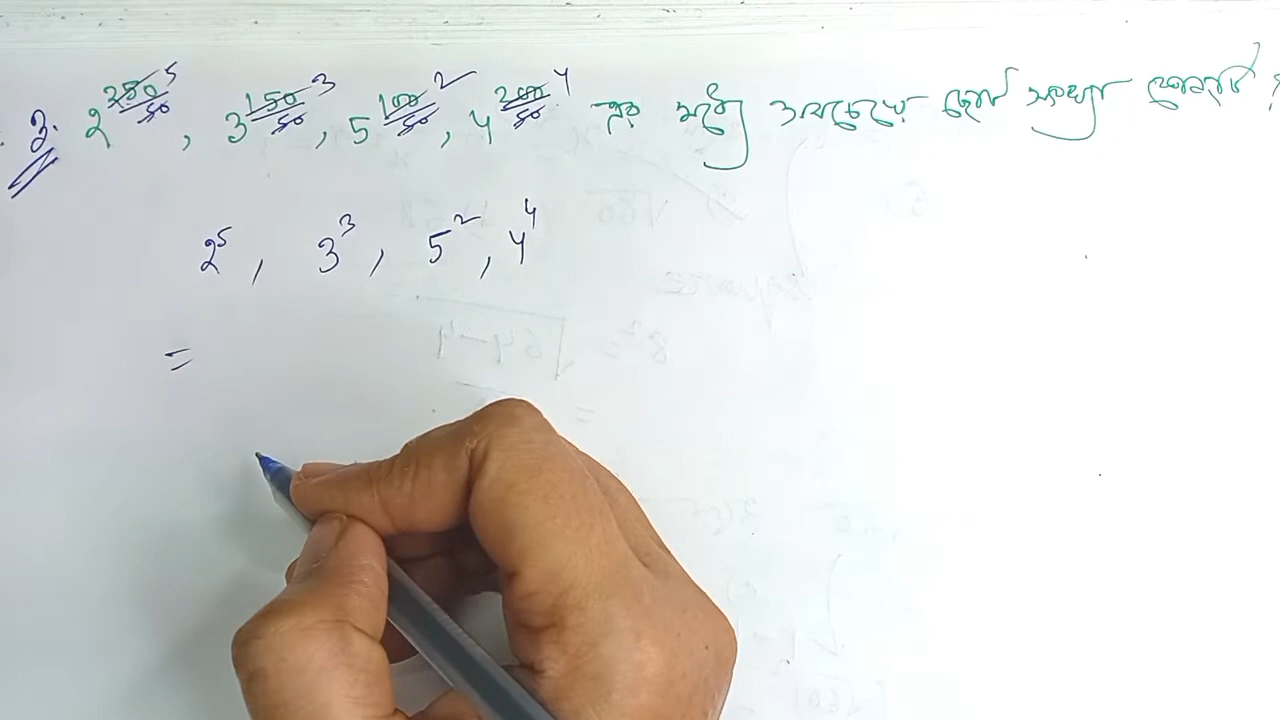 3. 2^250/50 5, 3^150/50 3, 5^100/50 2, 4^200/50 4 এর মধ্যে সবচেয়ে ছোট সংখ্যা কোনটি ?
2^5, 3^3, 5^2, 4^4
=